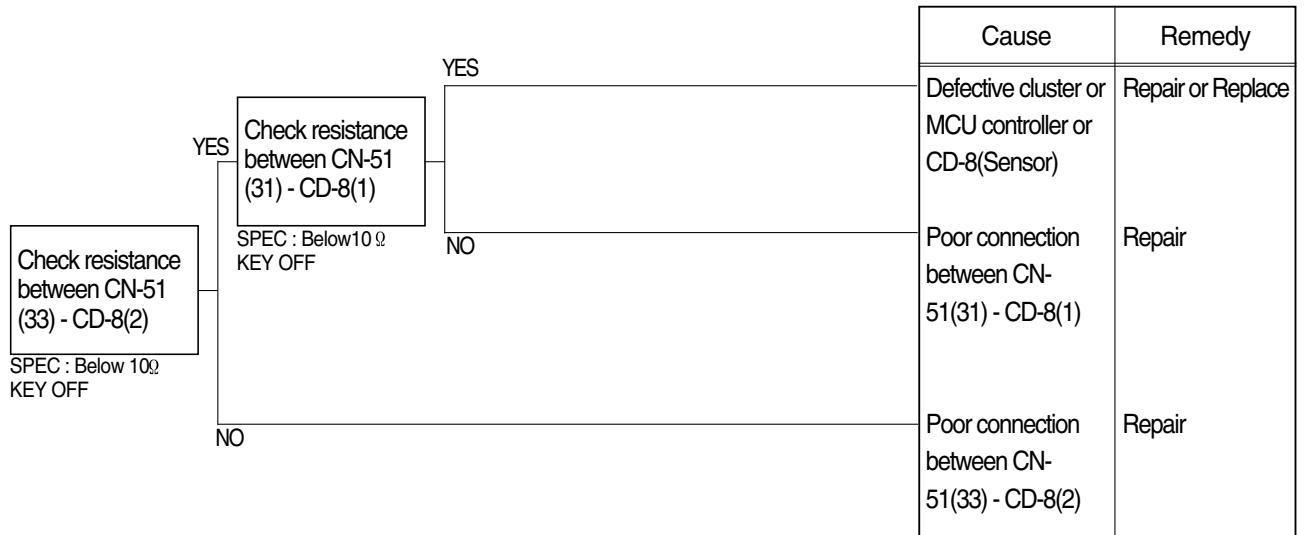 Check resistance
between CN-51
(33) - CD-8(2)
SPEC : Below 10Ω
KEY OFF
YES
NO
Check resistance
between CN-51
(31) - CD-8(1)
SPEC : Below10 Ω
KEY OFF
YES
NO
Cause Remedy
Defective cluster or Repair or Replace
MCU controller or
CD-8(Sensor)
Poor connection Repair
between CN-
51(31) - CD-8(1)
Poor connection Repair
between CN-
51(33) - CD-8(2)